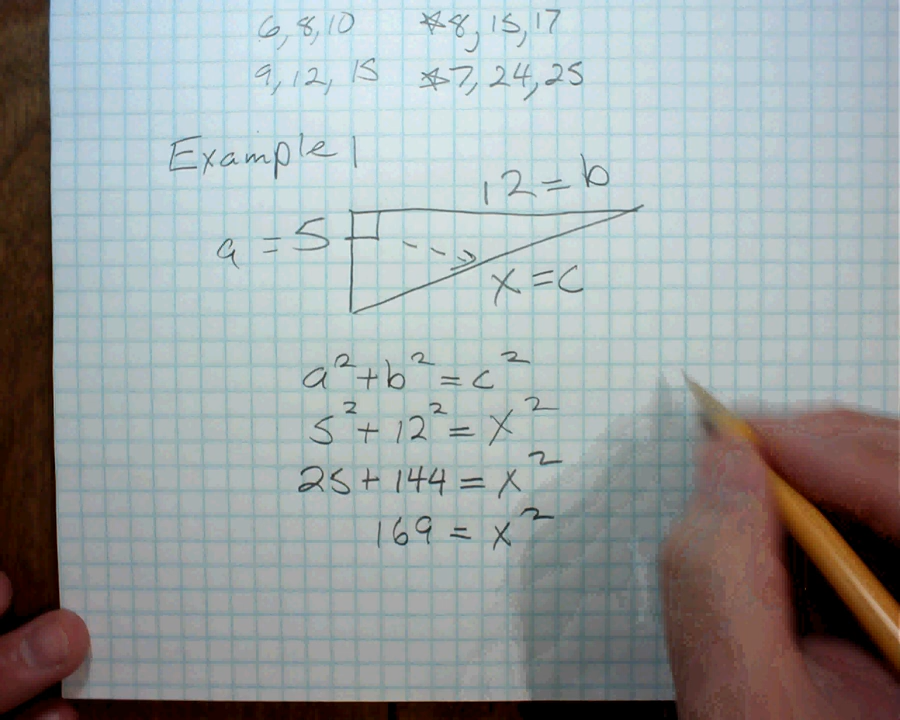 6, 8, 10 *8, 15, 17
9, 12, 15 *7, 24, 25
Example 1
12 = b
a = 5
x = c
a² + b² = c²
5² + 12² = x²
25 + 144 = x²
169 = x²